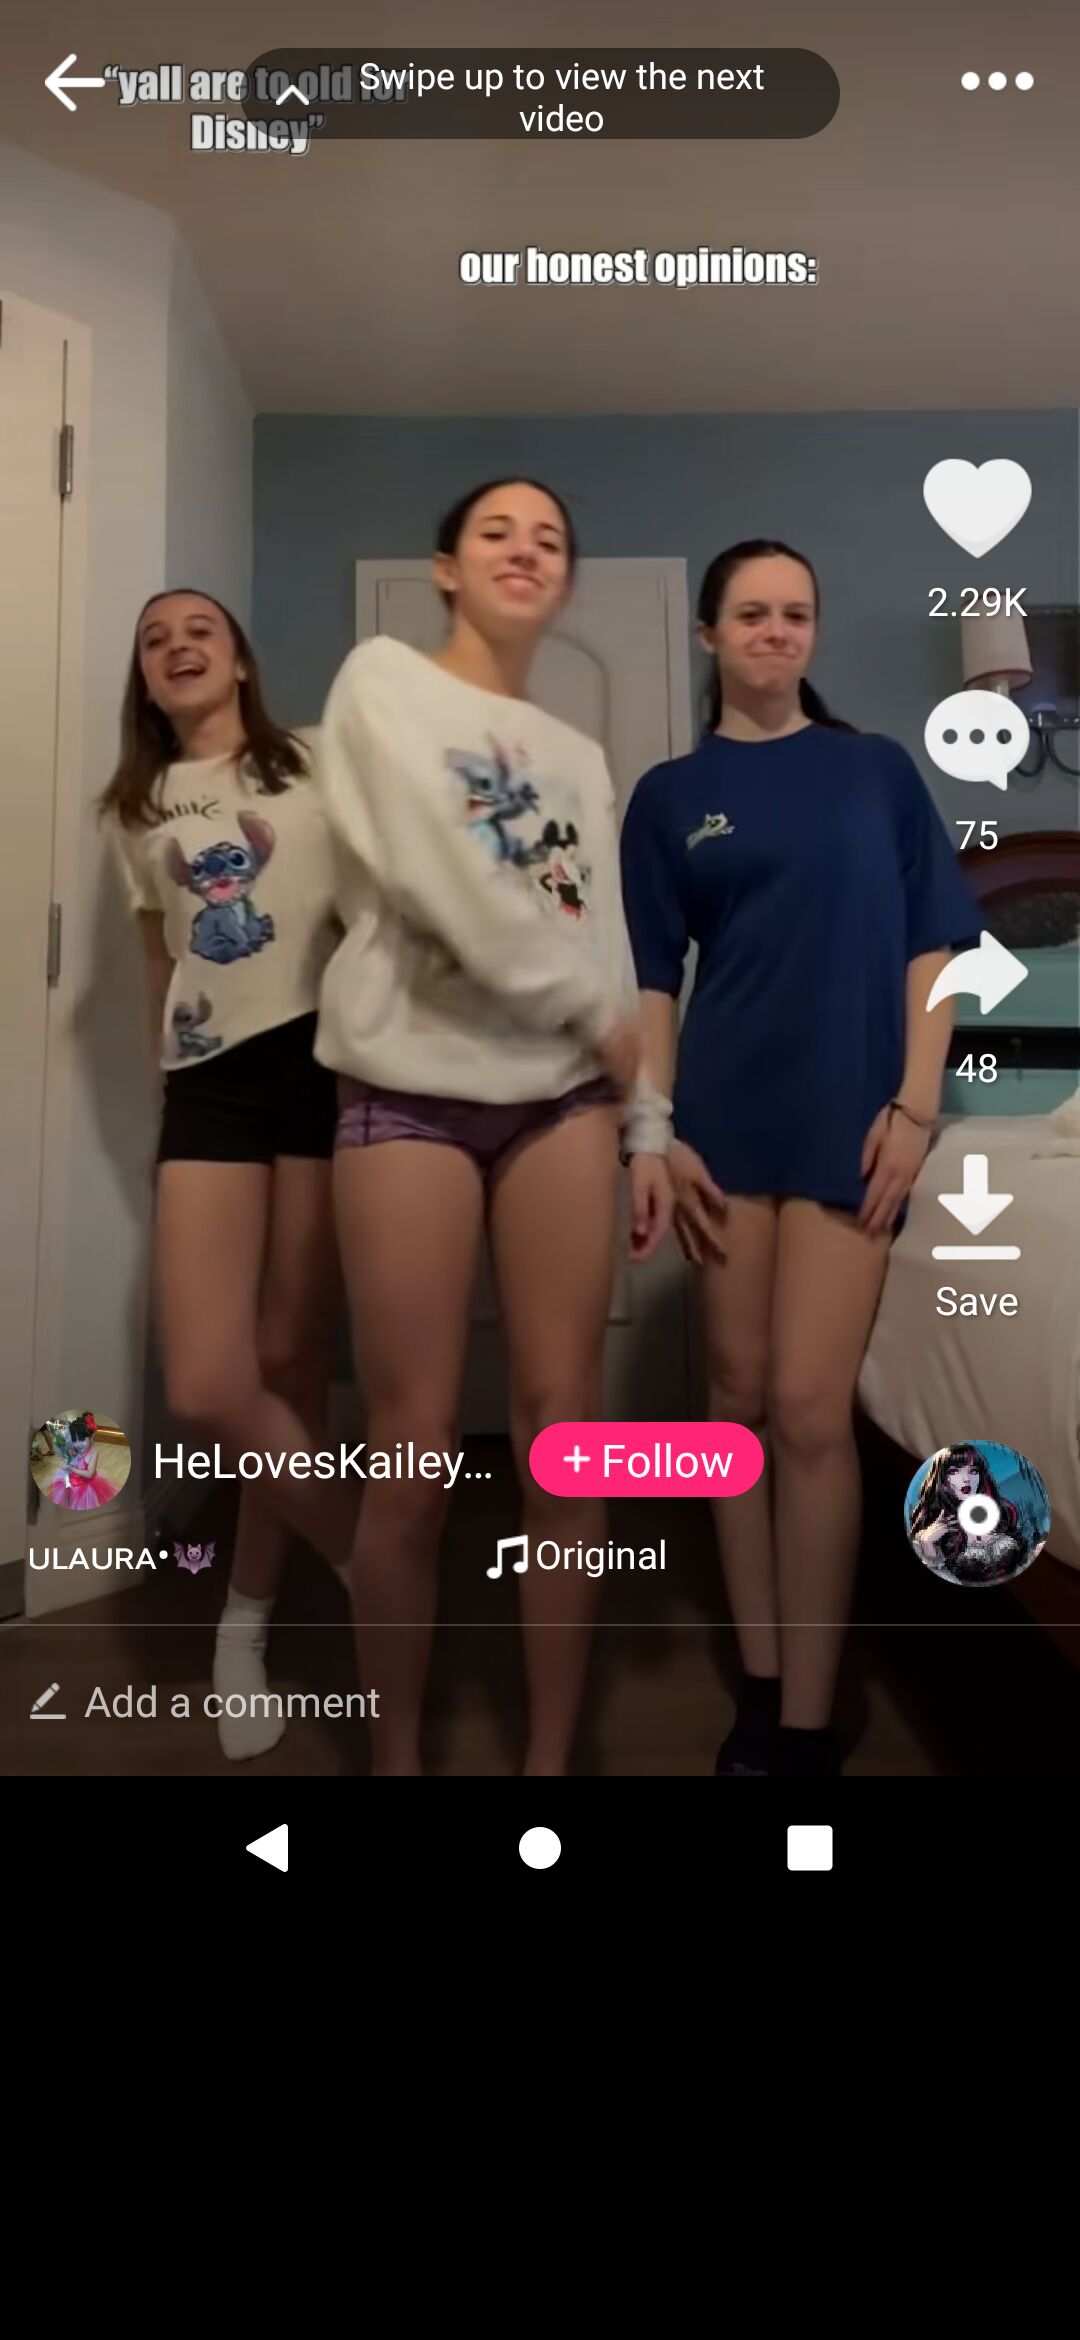 “yall are to old for
Disney”
Swipe up to view the next
video
our honest opinions:
2.29K
75
48
Save
HeLovesKailey...
+ Follow
ULAURA•🦇
Original
Add a comment